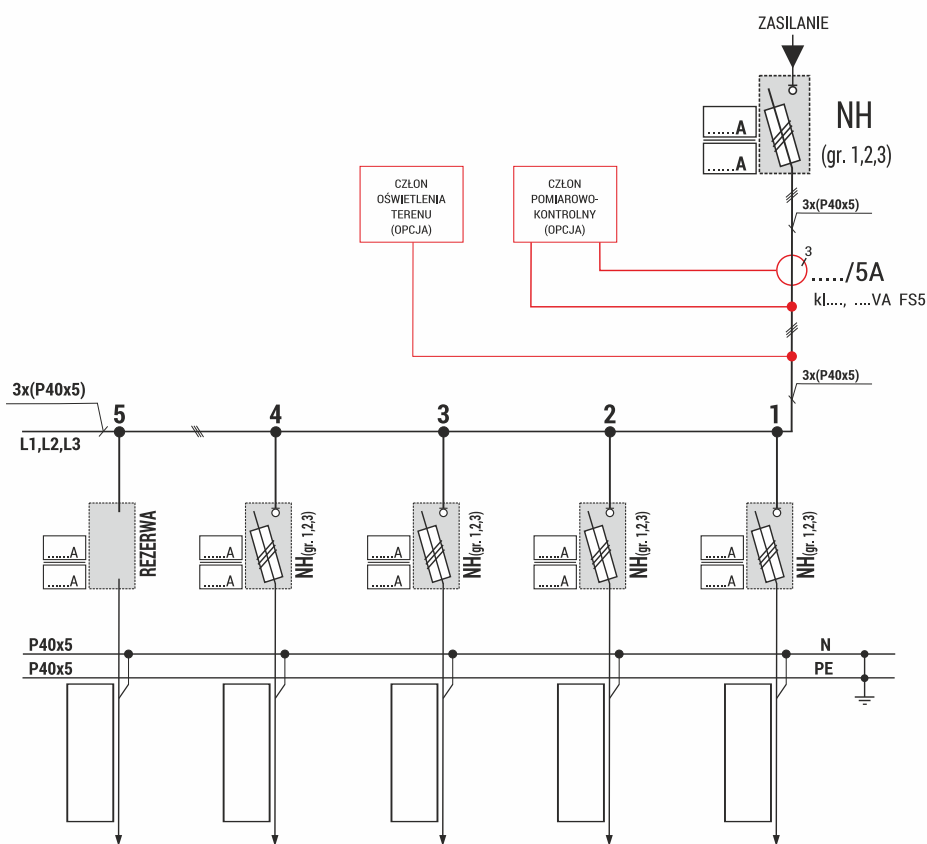 ZASILANIE
......A
......A
NH
(gr. 1,2,3)
CZŁON
OŚWIETLENIA
TERENU
(OPCJA)
CZŁON
POMIAROWO-
KONTROLNY
(OPCJA)
3x(P40x5)
3
...../5A
kl...., ....VA FS5
3x(P40x5)
3x(P40x5)
5
4
3
2
1
L1,L2,L3
.....A
.....A
REZERWA
.....A
.....A
NH(gr. 1,2,3)
.....A
.....A
NH(gr. 1,2,3)
.....A
.....A
NH(gr. 1,2,3)
.....A
.....A
NH(gr. 1,2,3)
P40x5
N
P40x5
PE